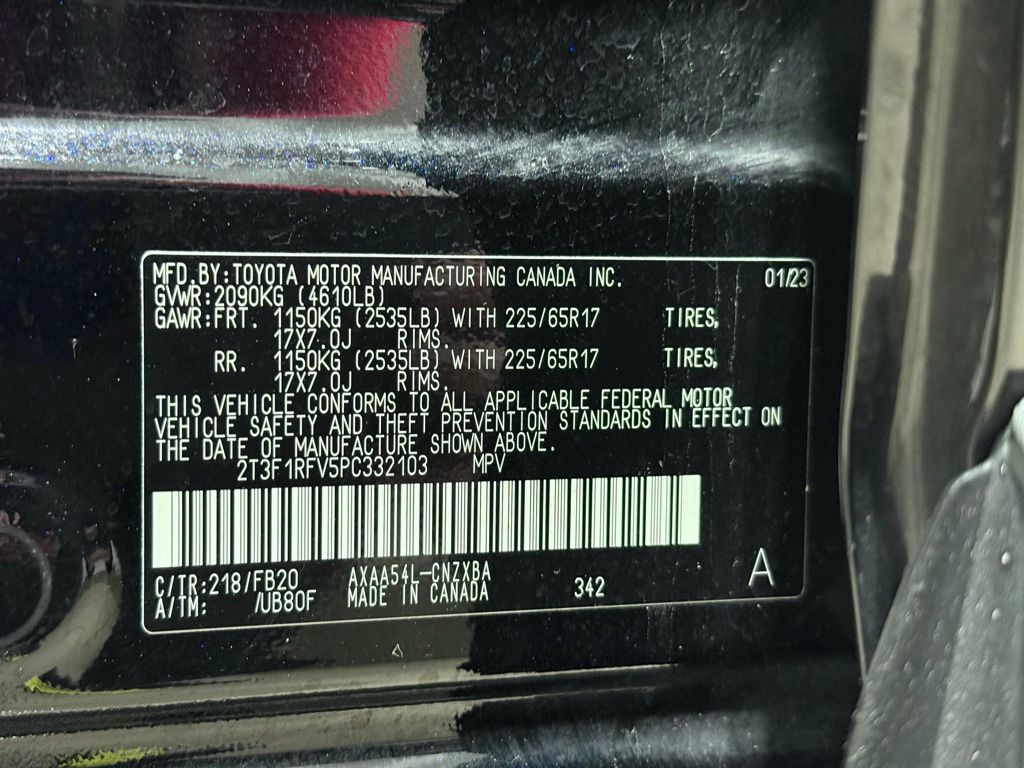 MFD.BY:TOYOTA MOTOR MANUFACTURING CANADA INC. 01/23
GVWR:2090KG (4610LB)
GAWR:FRT. 1150KG (2535LB) WITH 225/65R17 TIRES,
17X7.0J RIMS.
RR. 1150KG (2535LB) WITH 225/65R17 TIRES,
17X7.0J RIMS.
THIS VEHICLE CONFORMS TO ALL APPLICABLE FEDERAL MOTOR
VEHICLE SAFETY AND THEFT PREVENTION STANDARDS IN EFFECT ON
THE DATE OF MANUFACTURE SHOWN ABOVE.
2T3F1RFV5PC332103 MPV
C/TR:218/FB20 AXAA54L-CNZXBA 342 A
A/TM: /UB80F MADE IN CANADA